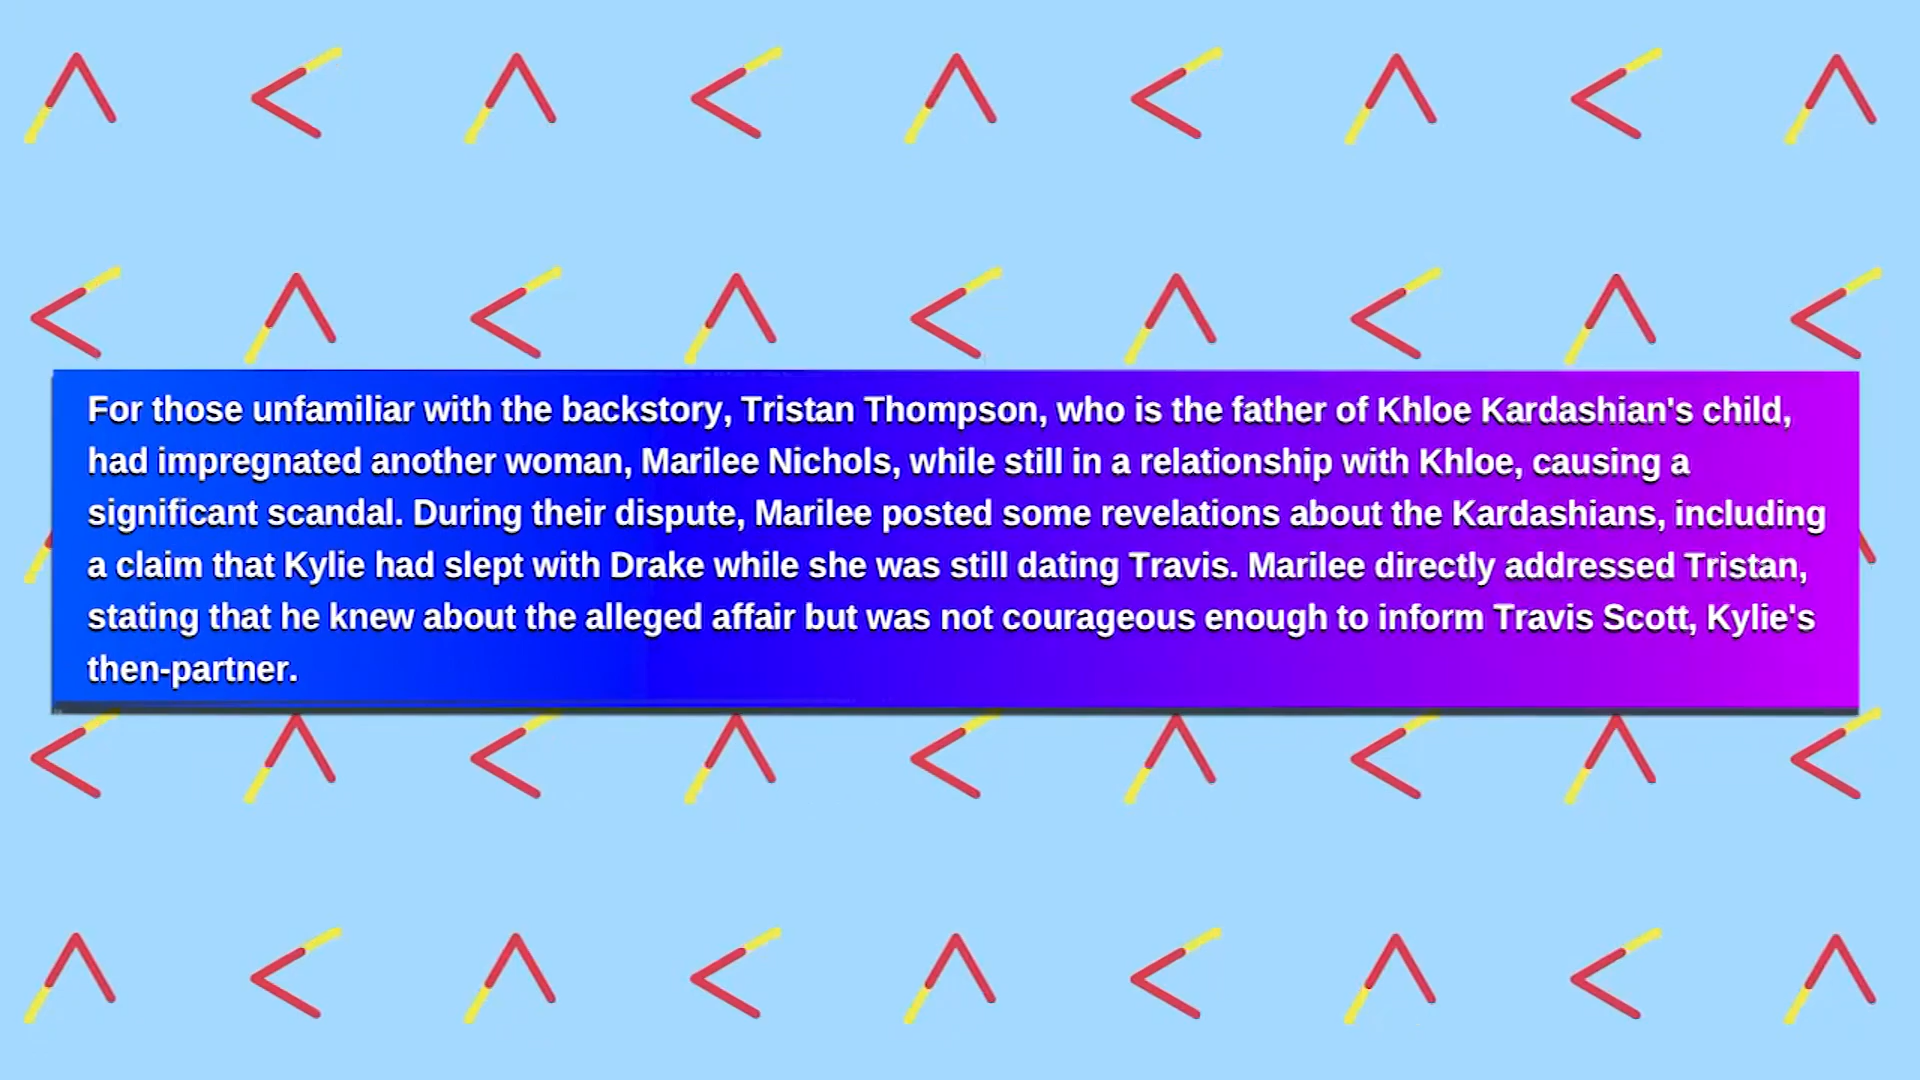 For those unfamiliar with the backstory, Tristan Thompson, who is the father of Khloe Kardashian's child,
had impregnated another woman, Marilee Nichols, while still in a relationship with Khloe, causing a
significant scandal. During their dispute, Marilee posted some revelations about the Kardashians, including
a claim that Kylie had slept with Drake while she was still dating Travis. Marilee directly addressed Tristan,
stating that he knew about the alleged affair but was not courageous enough to inform Travis Scott, Kylie's
then-partner.